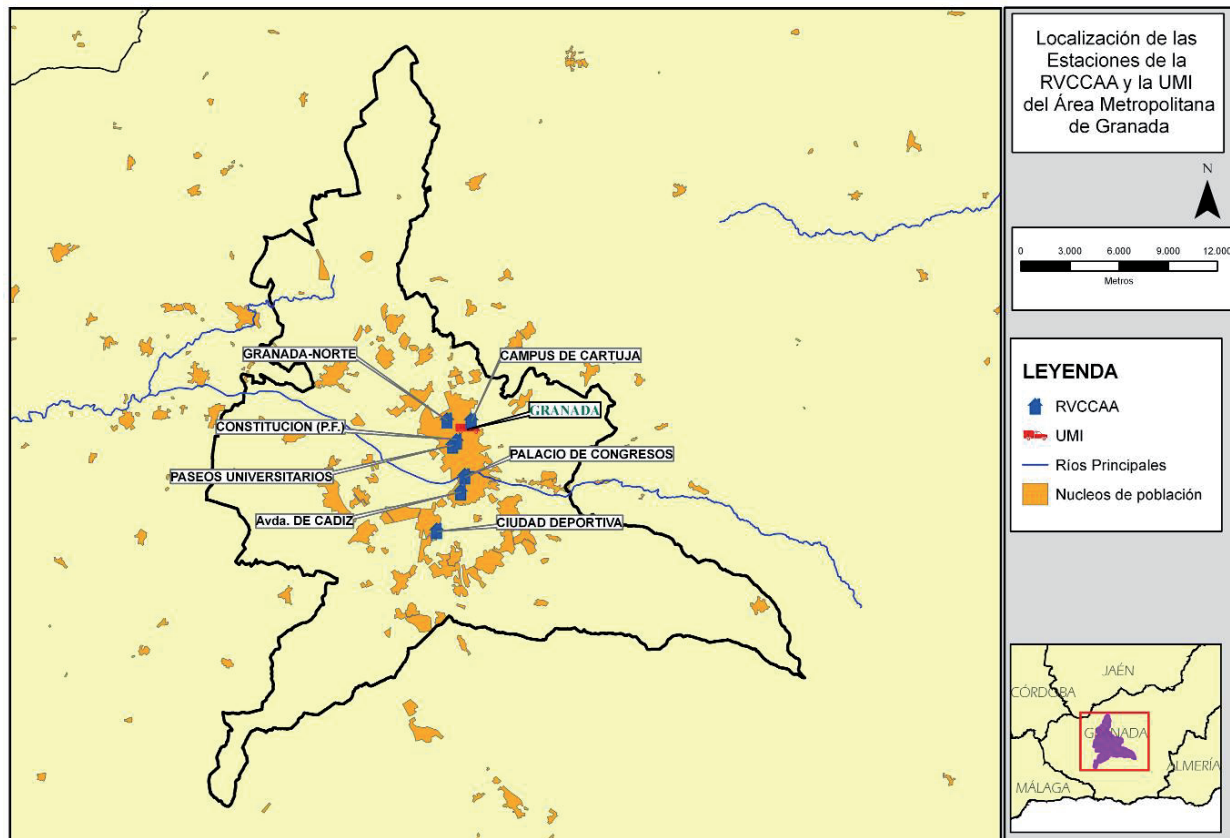 Localización de las
Estaciones de la
RVCCAA y la UMI
del Área Metropolitana
de Granada
N
0 3.000 6.000 9.000 12.000
Metros
LEYENDA
RVCCAA
UMI
Ríos Principales
Nucleos de población
GRANADA-NORTE
CAMPUS DE CARTUJA
GRANADA
CONSTITUCION (P.F.)
PALACIO DE CONGRESOS
PASEOS UNIVERSITARIOS
Avda. DE CADIZ
CIUDAD DEPORTIVA
JAÉN
CÓRDOBA
GRANADA
ALMERÍA
MÁLAGA